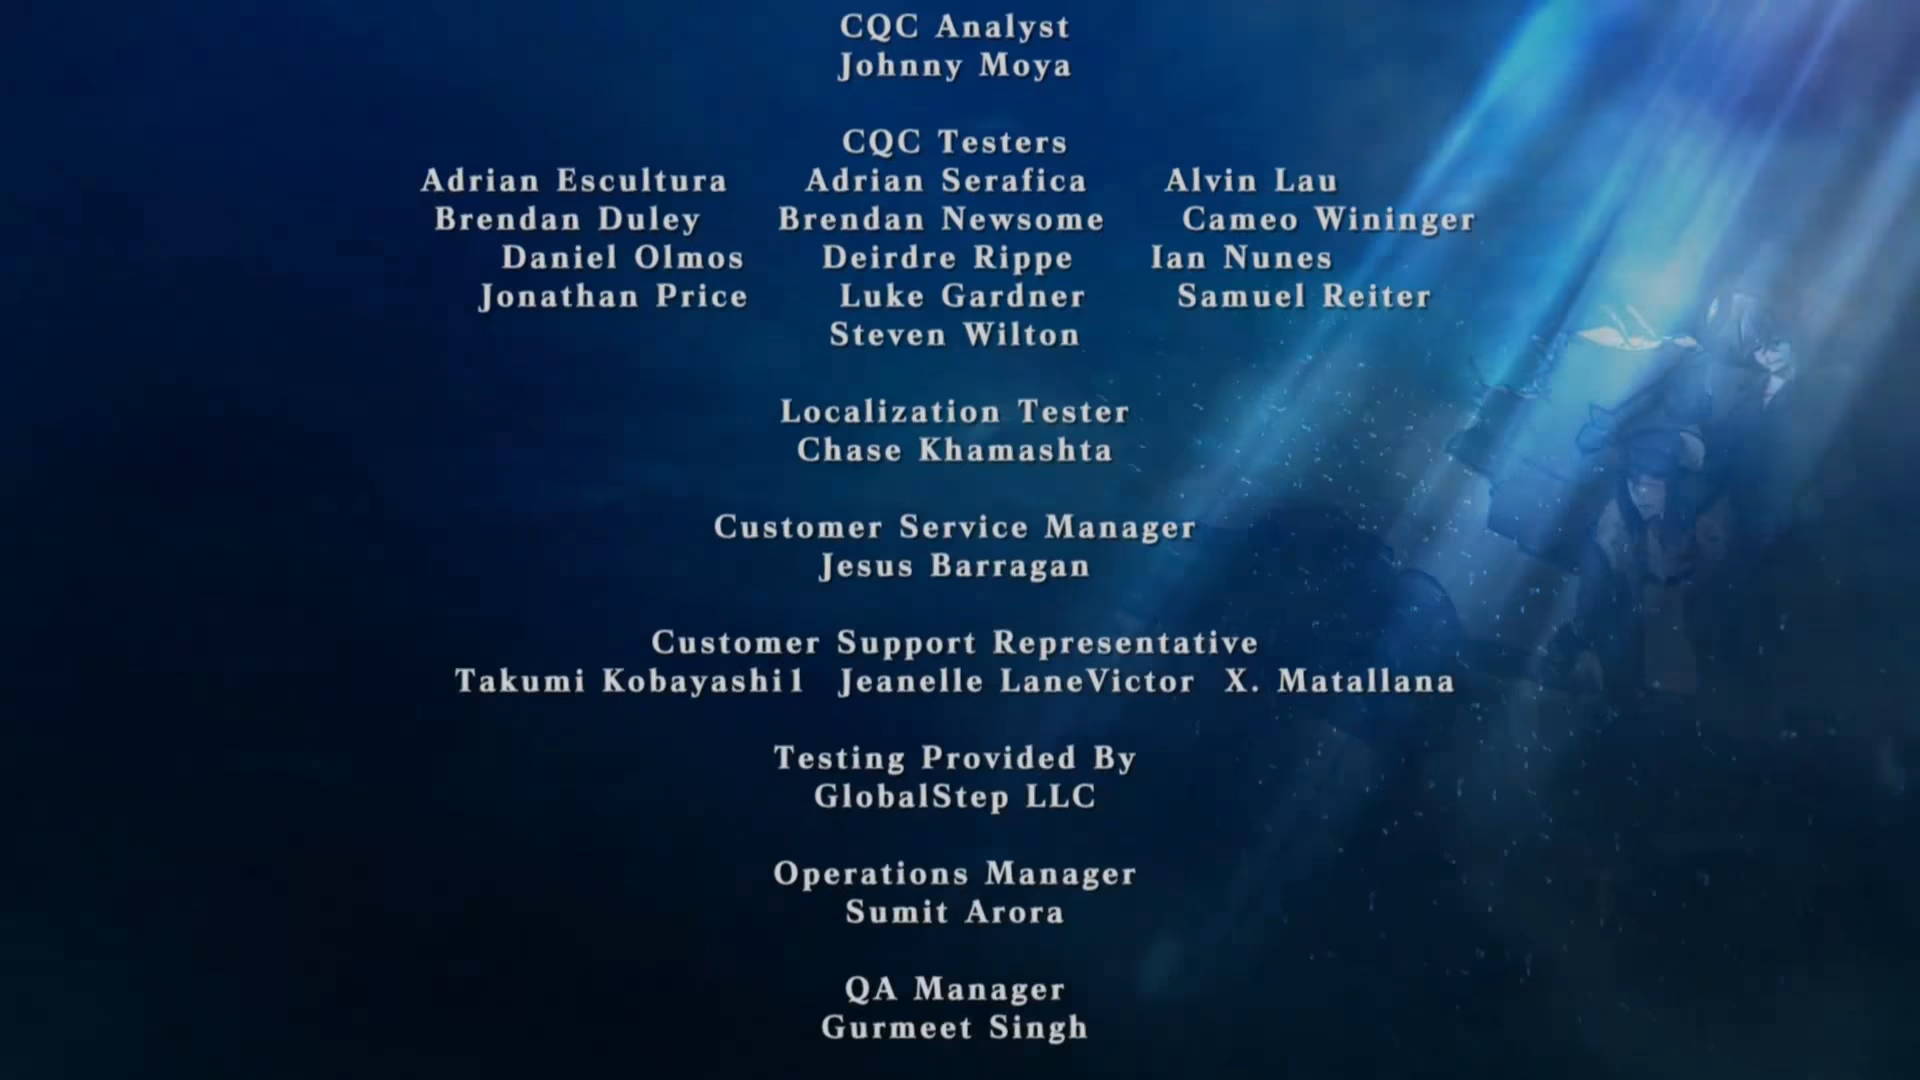 CQC Analyst
Johnny Moya
CQC Testers
Adrian Escultura Adrian Serafica Alvin Lau
Brendan Duley Brendan Newsome Cameo Wininger
Daniel Olmos Deirdre Rippe Ian Nunes
Jonathan Price Luke Gardner Samuel Reiter
Steven Wilton
Localization Tester
Chase Khamashta
Customer Service Manager
Jesus Barragan
Customer Support Representative
Takumi Kobayashi1 Jeanelle LaneVictor X. Matallana
Testing Provided By
GlobalStep LLC
Operations Manager
Sumit Arora
QA Manager
Gurmeet Singh